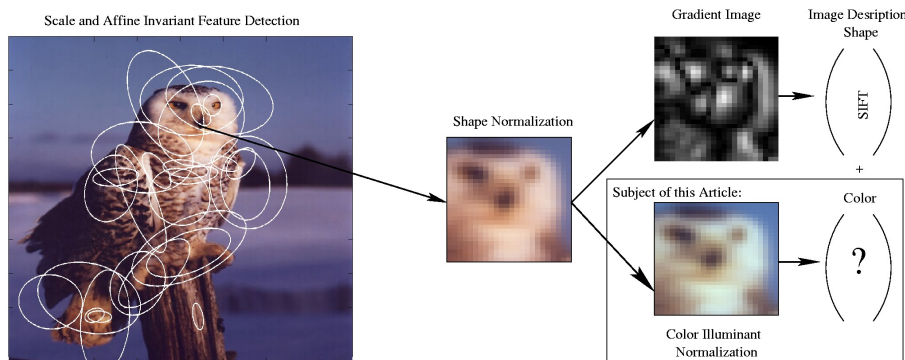 Scale and Affine Invariant Feature Detection
Gradient Image
Image Desription
Shape
Shape Normalization
SIFT
+
Subject of this Article:
Color
?
Color Illuminant
Normalization